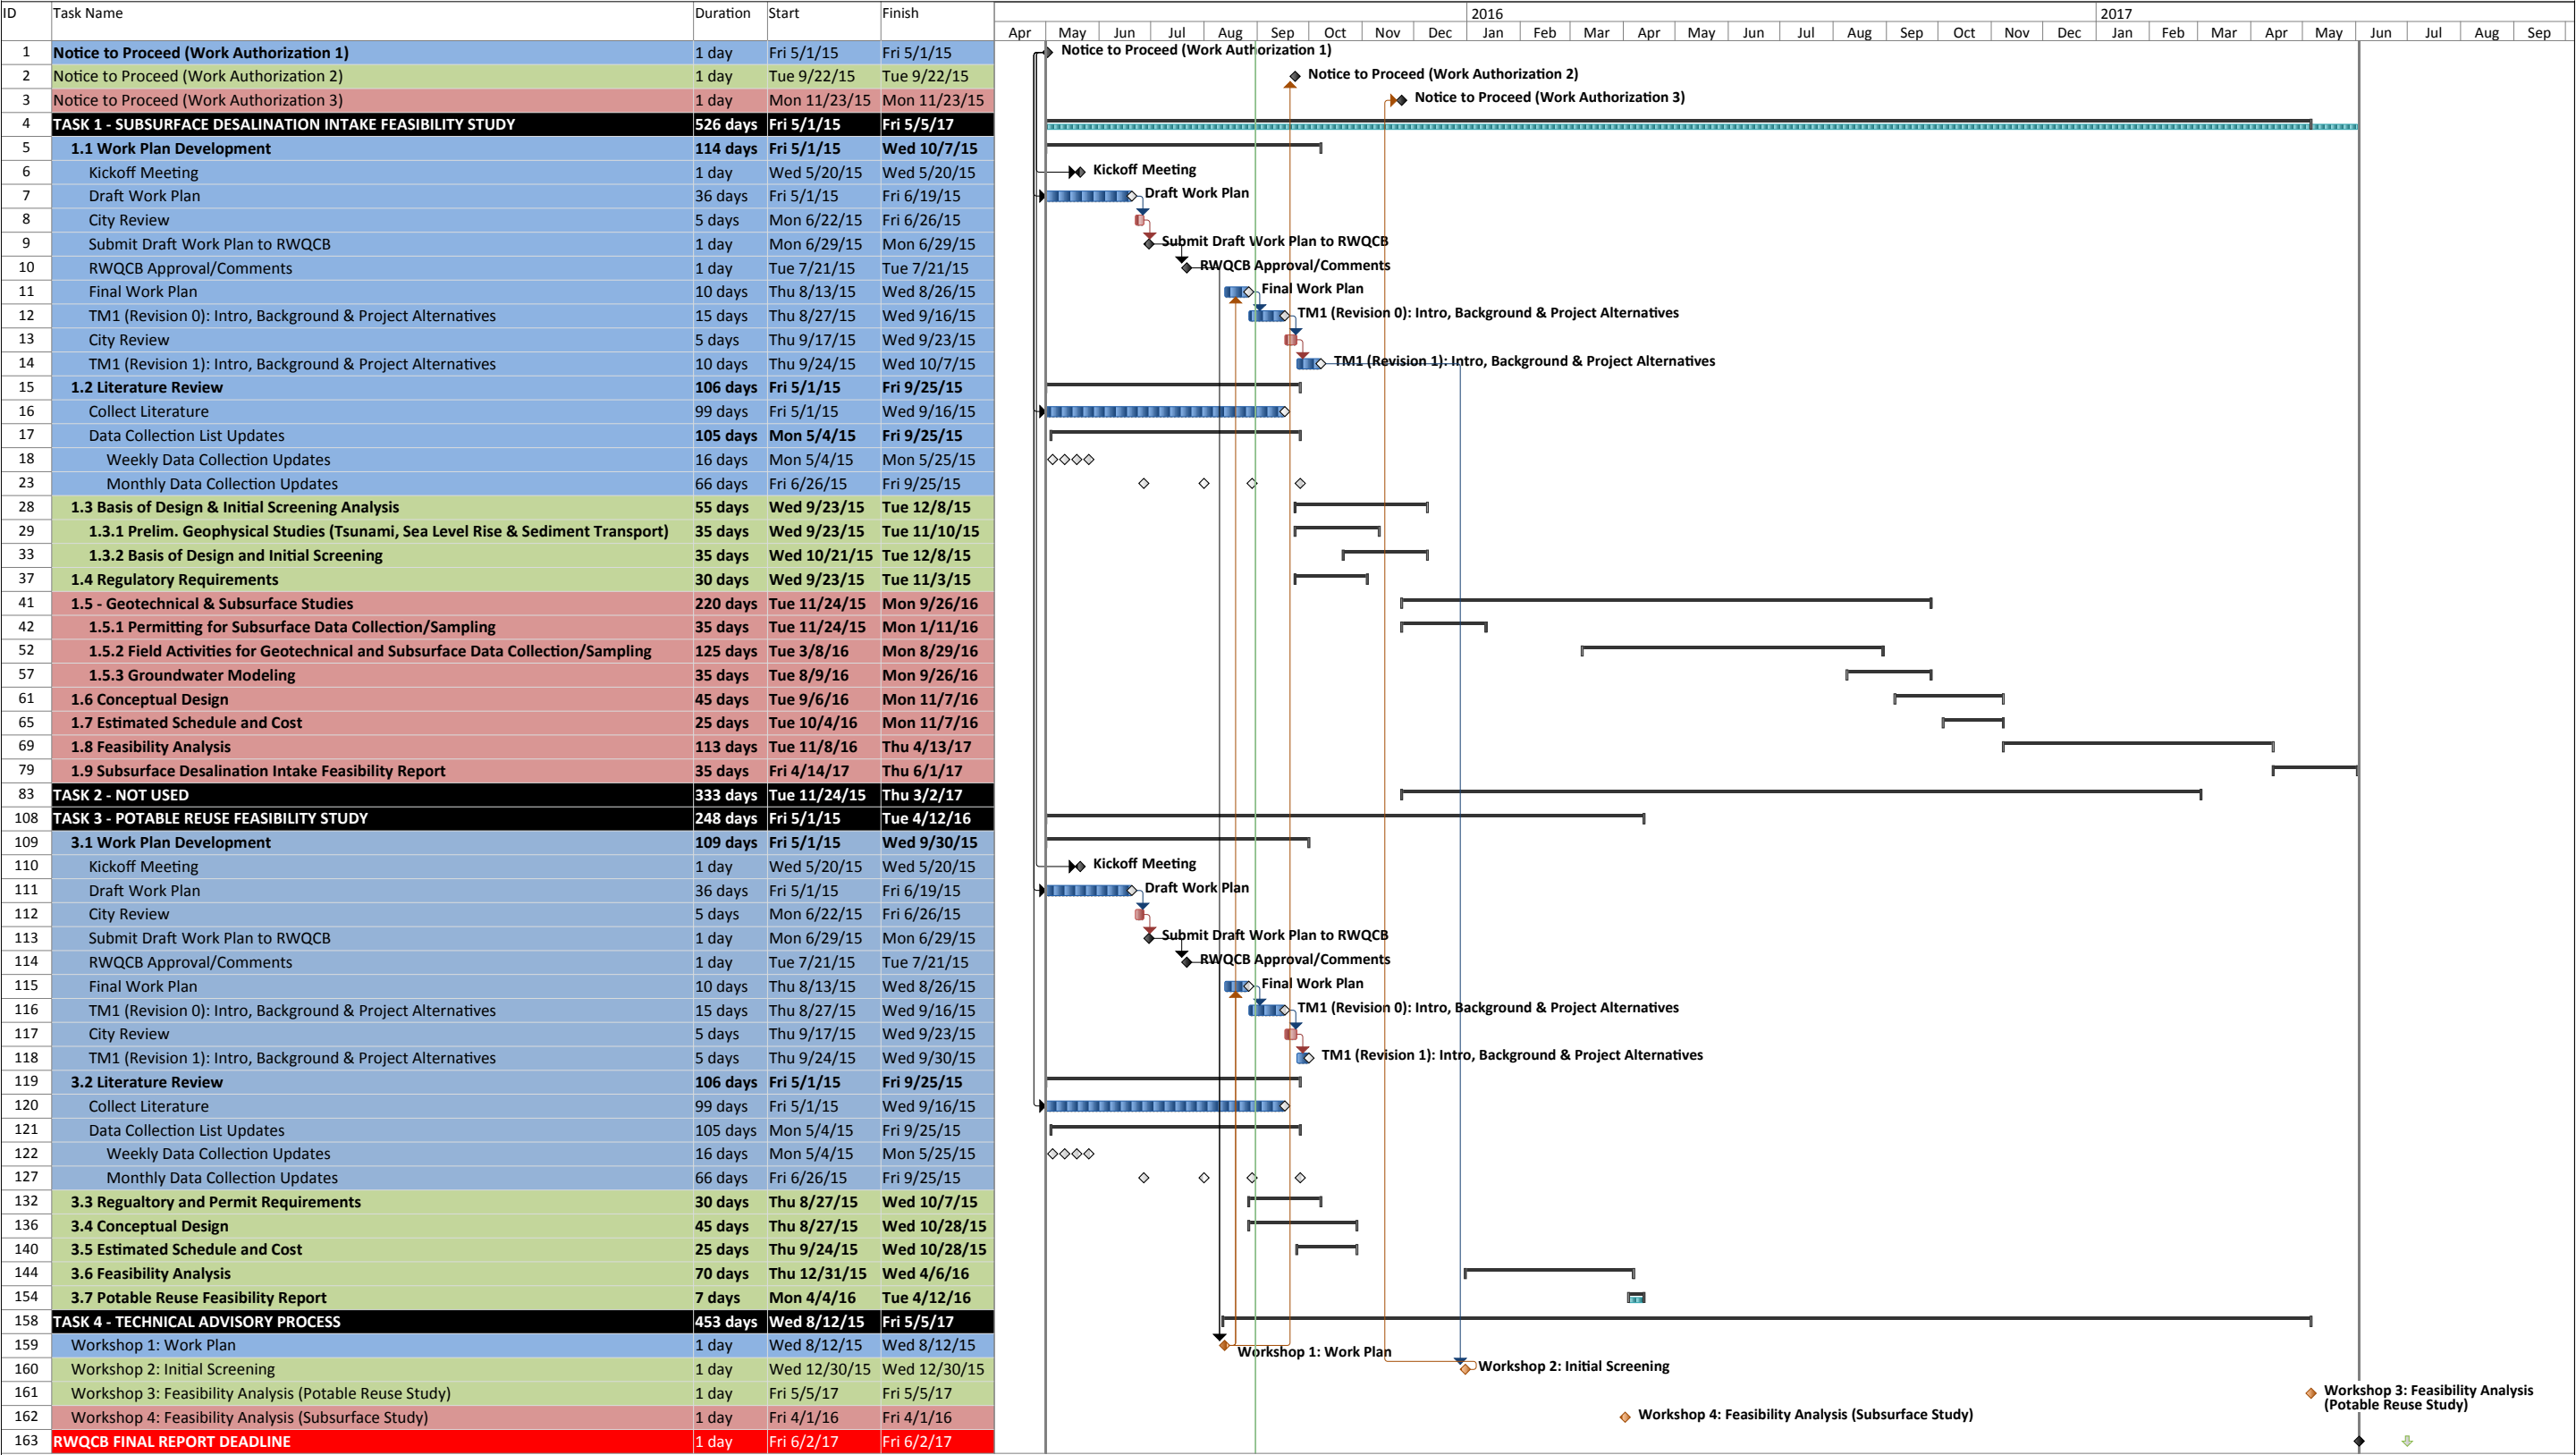 ID Task Name Duration Start Finish 2016 2017
Apr May Jun Jul Aug Sep Oct Nov Dec Jan Feb Mar Apr May Jun Jul Aug Sep Oct Nov Dec Jan Feb Mar Apr May Jun Jul Aug Sep
1 Notice to Proceed (Work Authorization 1) 1 day Fri 5/1/15 Fri 5/1/15 Notice to Proceed (Work Authorization 1)
2 Notice to Proceed (Work Authorization 2) 1 day Tue 9/22/15 Tue 9/22/15 Notice to Proceed (Work Authorization 2)
3 Notice to Proceed (Work Authorization 3) 1 day Mon 11/23/15 Mon 11/23/15 Notice to Proceed (Work Authorization 3)
4 TASK 1 - SUBSURFACE DESALINATION INTAKE FEASIBILITY STUDY 526 days Fri 5/1/15 Fri 5/5/17
5 1.1 Work Plan Development 114 days Fri 5/1/15 Wed 10/7/15
6 Kickoff Meeting 1 day Wed 5/20/15 Wed 5/20/15 Kickoff Meeting
7 Draft Work Plan 36 days Fri 5/1/15 Fri 6/19/15 Draft Work Plan
8 City Review 5 days Mon 6/22/15 Fri 6/26/15
9 Submit Draft Work Plan to RWQCB 1 day Mon 6/29/15 Mon 6/29/15 Submit Draft Work Plan to RWQCB
10 RWQCB Approval/Comments 1 day Tue 7/21/15 Tue 7/21/15 RWQCB Approval/Comments
11 Final Work Plan 10 days Thu 8/13/15 Wed 8/26/15 Final Work Plan
12 TM1 (Revision 0): Intro, Background & Project Alternatives 15 days Thu 8/27/15 Wed 9/16/15 TM1 (Revision 0): Intro, Background & Project Alternatives
13 City Review 5 days Thu 9/17/15 Wed 9/23/15
14 TM1 (Revision 1): Intro, Background & Project Alternatives 10 days Thu 9/24/15 Wed 10/7/15 TM1 (Revision 1): Intro, Background & Project Alternatives
15 1.2 Literature Review 106 days Fri 5/1/15 Fri 9/25/15
16 Collect Literature 99 days Fri 5/1/15 Wed 9/16/15
17 Data Collection List Updates 105 days Mon 5/4/15 Fri 9/25/15
18 Weekly Data Collection Updates 16 days Mon 5/4/15 Mon 5/25/15
23 Monthly Data Collection Updates 66 days Fri 6/26/15 Fri 9/25/15
28 1.3 Basis of Design & Initial Screening Analysis 55 days Wed 9/23/15 Tue 12/8/15
29 1.3.1 Prelim. Geophysical Studies (Tsunami, Sea Level Rise & Sediment Transport) 35 days Wed 9/23/15 Tue 11/10/15
33 1.3.2 Basis of Design and Initial Screening 35 days Wed 10/21/15 Tue 12/8/15
37 1.4 Regulatory Requirements 30 days Wed 9/23/15 Tue 11/3/15
41 1.5 - Geotechnical & Subsurface Studies 220 days Tue 11/24/15 Mon 9/26/16
42 1.5.1 Permitting for Subsurface Data Collection/Sampling 35 days Tue 11/24/15 Mon 1/11/16
52 1.5.2 Field Activities for Geotechnical and Subsurface Data Collection/Sampling 125 days Tue 3/8/16 Mon 8/29/16
57 1.5.3 Groundwater Modeling 35 days Tue 8/9/16 Mon 9/26/16
61 1.6 Conceptual Design 45 days Tue 9/6/16 Mon 11/7/16
65 1.7 Estimated Schedule and Cost 25 days Tue 10/4/16 Mon 11/7/16
69 1.8 Feasibility Analysis 113 days Tue 11/8/16 Thu 4/13/17
79 1.9 Subsurface Desalination Intake Feasibility Report 35 days Fri 4/14/17 Thu 6/1/17
83 TASK 2 - NOT USED 333 days Tue 11/24/15 Thu 3/2/17
108 TASK 3 - POTABLE REUSE FEASIBILITY STUDY 248 days Fri 5/1/15 Tue 4/12/16
109 3.1 Work Plan Development 109 days Fri 5/1/15 Wed 9/30/15
110 Kickoff Meeting 1 day Wed 5/20/15 Wed 5/20/15 Kickoff Meeting
111 Draft Work Plan 36 days Fri 5/1/15 Fri 6/19/15 Draft Work Plan
112 City Review 5 days Mon 6/22/15 Fri 6/26/15
113 Submit Draft Work Plan to RWQCB 1 day Mon 6/29/15 Mon 6/29/15 Submit Draft Work Plan to RWQCB
114 RWQCB Approval/Comments 1 day Tue 7/21/15 Tue 7/21/15 RWQCB Approval/Comments
115 Final Work Plan 10 days Thu 8/13/15 Wed 8/26/15 Final Work Plan
116 TM1 (Revision 0): Intro, Background & Project Alternatives 15 days Thu 8/27/15 Wed 9/16/15 TM1 (Revision 0): Intro, Background & Project Alternatives
117 City Review 5 days Thu 9/17/15 Wed 9/23/15
118 TM1 (Revision 1): Intro, Background & Project Alternatives 5 days Thu 9/24/15 Wed 9/30/15 TM1 (Revision 1): Intro, Background & Project Alternatives
119 3.2 Literature Review 106 days Fri 5/1/15 Fri 9/25/15
120 Collect Literature 99 days Fri 5/1/15 Wed 9/16/15
121 Data Collection List Updates 105 days Mon 5/4/15 Fri 9/25/15
122 Weekly Data Collection Updates 16 days Mon 5/4/15 Mon 5/25/15
127 Monthly Data Collection Updates 66 days Fri 6/26/15 Fri 9/25/15
132 3.3 Regualtory and Permit Requirements 30 days Thu 8/27/15 Wed 10/7/15
136 3.4 Conceptual Design 45 days Thu 8/27/15 Wed 10/28/15
140 3.5 Estimated Schedule and Cost 25 days Thu 9/24/15 Wed 10/28/15
144 3.6 Feasibility Analysis 70 days Thu 12/31/15 Wed 4/6/16
154 3.7 Potable Reuse Feasibility Report 7 days Mon 4/4/16 Tue 4/12/16
158 TASK 4 - TECHNICAL ADVISORY PROCESS 453 days Wed 8/12/15 Fri 5/5/17
159 Workshop 1: Work Plan 1 day Wed 8/12/15 Wed 8/12/15 Workshop 1: Work Plan
160 Workshop 2: Initial Screening 1 day Wed 12/30/15 Wed 12/30/15 Workshop 2: Initial Screening
161 Workshop 3: Feasibility Analysis (Potable Reuse Study) 1 day Fri 5/5/17 Fri 5/5/17 Workshop 3: Feasibility Analysis
(Potable Reuse Study)
162 Workshop 4: Feasibility Analysis (Subsurface Study) 1 day Fri 4/1/16 Fri 4/1/16 Workshop 4: Feasibility Analysis (Subsurface Study)
163 RWQCB FINAL REPORT DEADLINE 1 day Fri 6/2/17 Fri 6/2/17